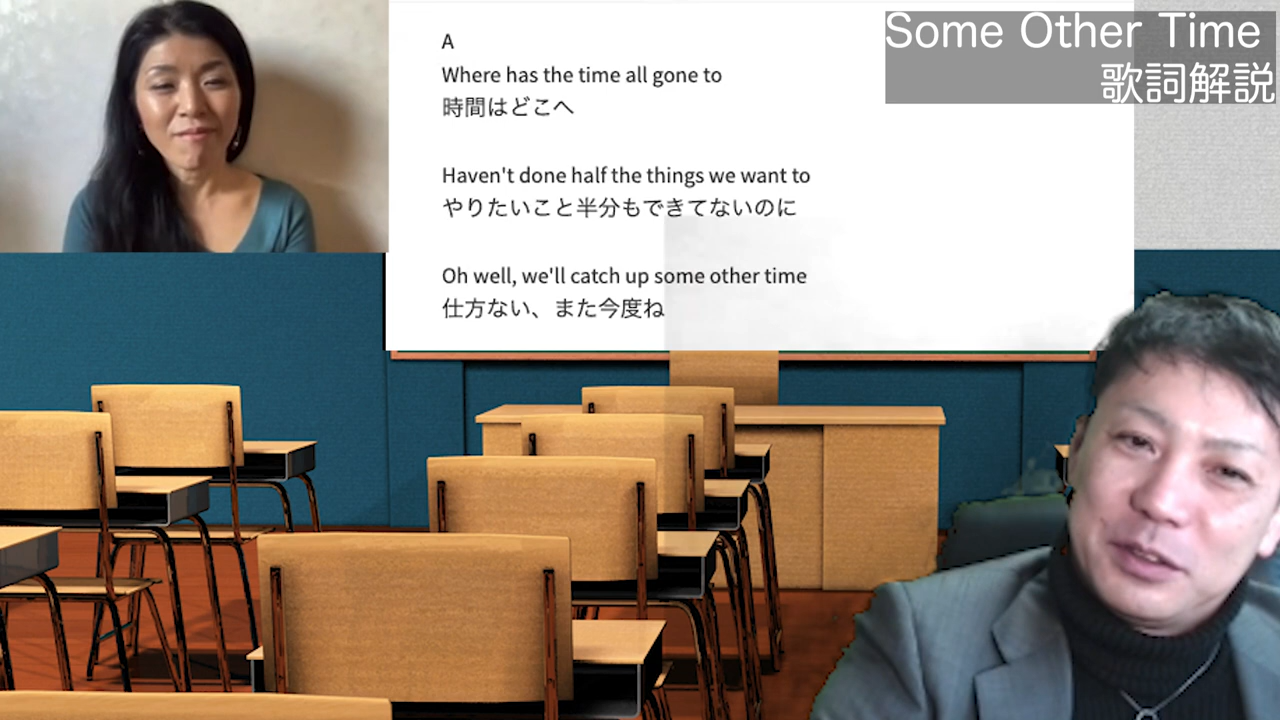 Some Other Time
歌詞解説
A
Where has the time all gone to
時間はどこへ
Haven't done half the things we want to
やりたいこと半分もできてないのに
Oh well, we'll catch up some other time
仕方ない、また今度ね